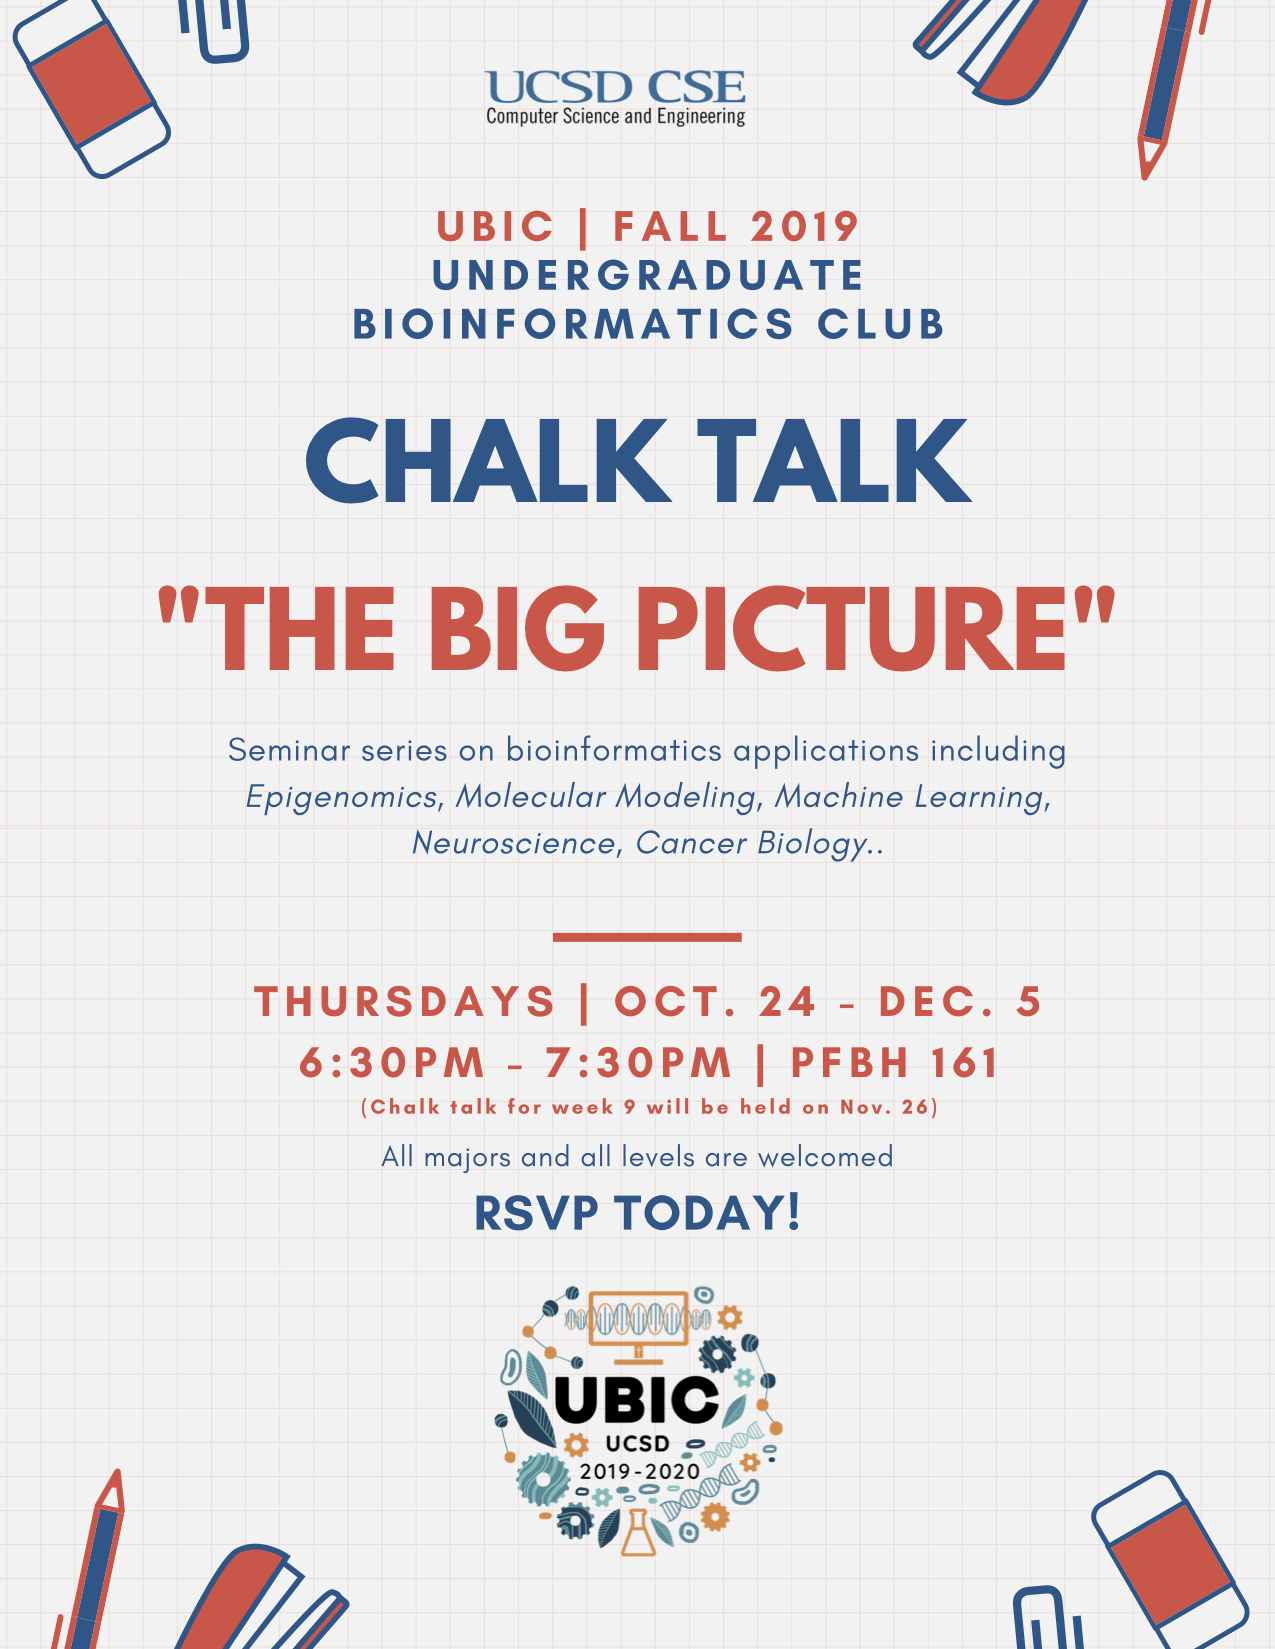 UCSD CSE
Computer Science and Engineering
UBIC | FALL 2019
UNDERGRADUATE
BIOINFORMATICS CLUB
CHALK TALK
"THE BIG PICTURE"
Seminar series on bioinformatics applications including
Epigenomics, Molecular Modeling, Machine Learning,
Neuroscience, Cancer Biology..
THURSDAYS | OCT. 24 - DEC. 5
6:30PM - 7:30PM | PFBH 161
(Chalk talk for week 9 will be held on Nov. 26)
All majors and all levels are welcomed
RSVP TODAY!
UBIC
UCSD
2019-2020